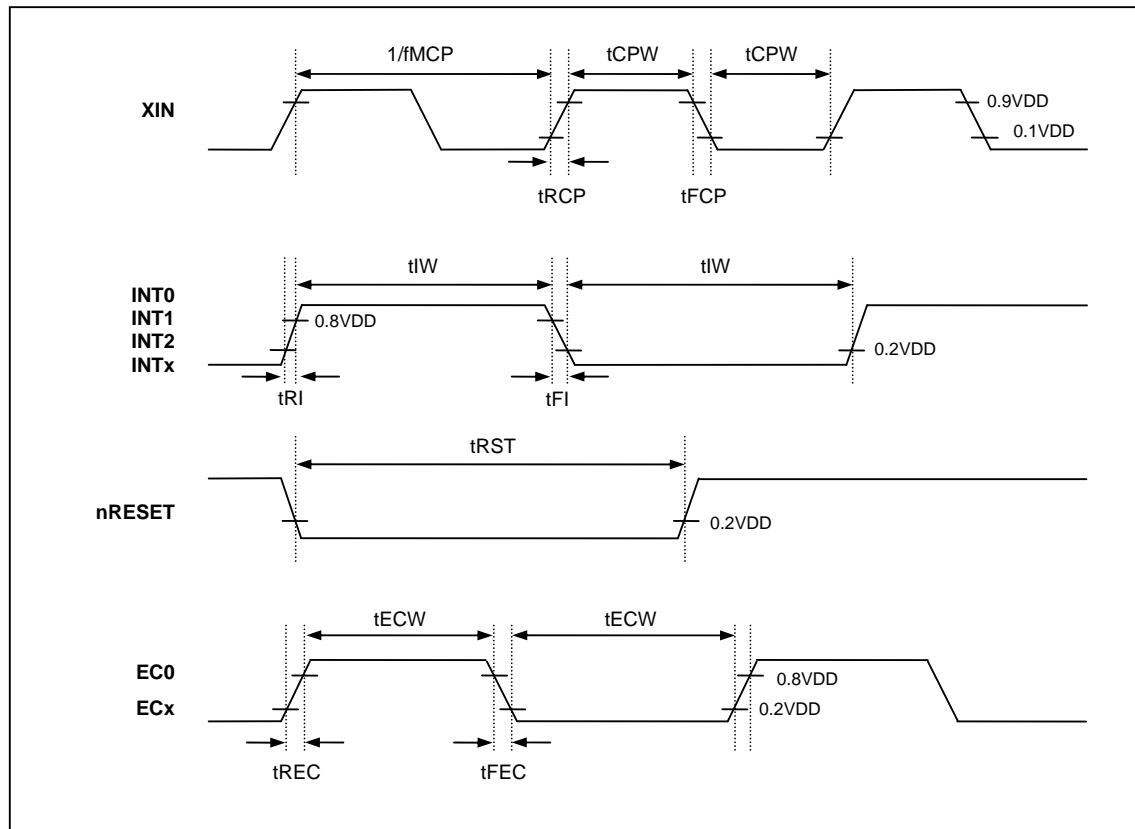 1/fMCP tCPW tCPW
XIN
0.9VDD
0.1VDD
tRCP tFCP
tIW tIW
INT0
INT1 0.8VDD
INT2 0.2VDD
INTx
tRI tFI
tRST
nRESET 0.2VDD
tECW tECW
EC0 0.8VDD
ECx 0.2VDD
tREC tFEC